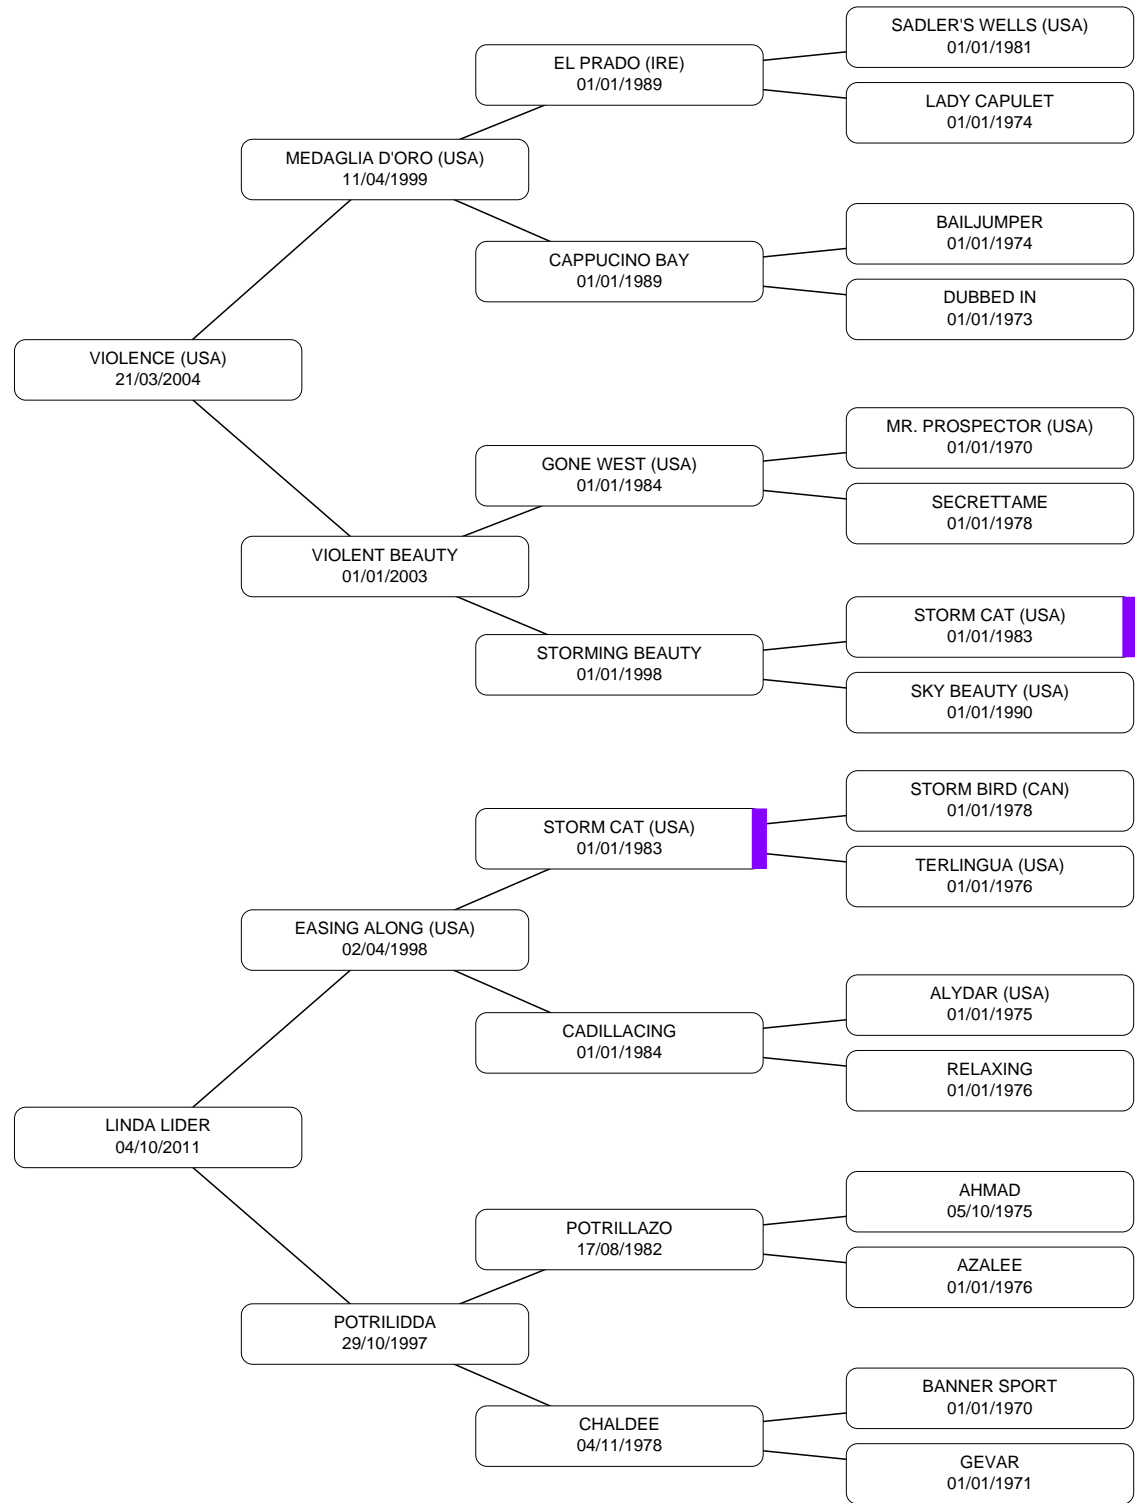 SADLER'S WELLS (USA)
01/01/1981
EL PRADO (IRE)
01/01/1989
LADY CAPULET
01/01/1974
MEDAGLIA D'ORO (USA)
11/04/1999
BAILJUMPER
01/01/1974
CAPPUCINO BAY
01/01/1989
DUBBED IN
01/01/1973
VIOLENCE (USA)
21/03/2004
MR. PROSPECTOR (USA)
01/01/1970
GONE WEST (USA)
01/01/1984
SECRETTAME
01/01/1978
VIOLENT BEAUTY
01/01/2003
STORM CAT (USA)
01/01/1983
STORMING BEAUTY
01/01/1998
SKY BEAUTY (USA)
01/01/1990
STORM BIRD (CAN)
01/01/1978
STORM CAT (USA)
01/01/1983
TERLINGUA (USA)
01/01/1976
EASING ALONG (USA)
02/04/1998
ALYDAR (USA)
01/01/1975
CADILLACING
01/01/1984
RELAXING
01/01/1976
LINDA LIDER
04/10/2011
AHMAD
05/10/1975
POTRILLAZO
17/08/1982
AZALEE
01/01/1976
POTRILIDDA
29/10/1997
BANNER SPORT
01/01/1970
CHALDEE
04/11/1978
GEVAR
01/01/1971